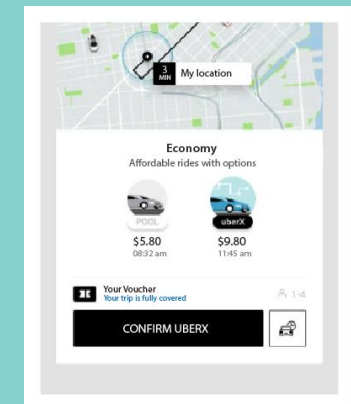 3
MIN
My location
Economy
Affordable rides with options
POOL
uberX
$5.80
$9.80
08:32 am
11:45 am
Your Voucher
Your trip is fully covered
1-4
CONFIRM UBERX